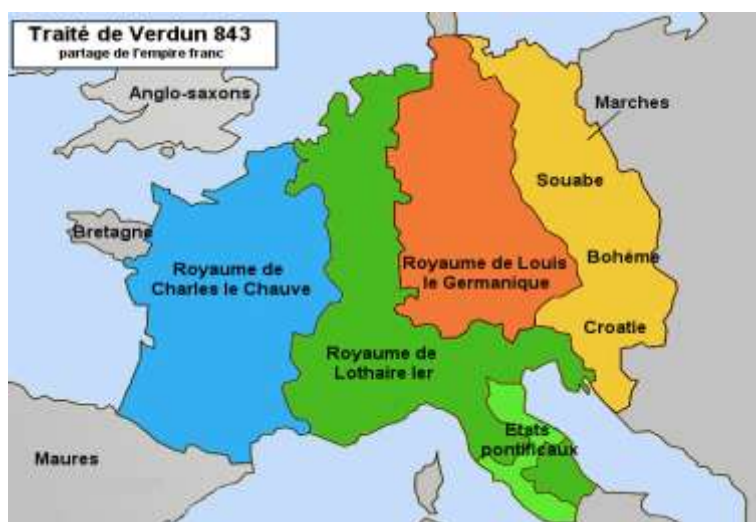 Traité de Verdun 843
partage de l'empire franc
Anglo-saxons
Marches
Souabe
Bretagne
Bohéme
Royaume de
Charles le Chauve
Royaume de Louis
le Germanique
Croatie
Royaume de
Lothaire Ier
Etats
pontificaux
Maures